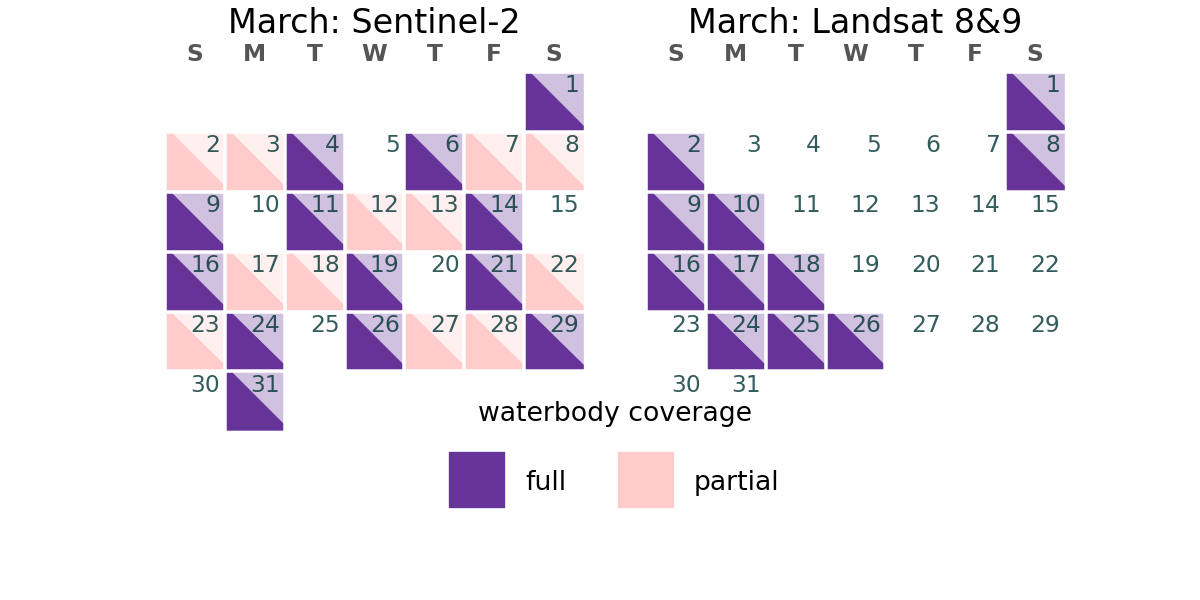 March: Sentinel-2
S M T W T F S
1
2 3 4 5 6 7 8
9 10 11 12 13 14 15
16 17 18 19 20 21 22
23 24 25 26 27 28 29
30 31
March: Landsat 8&9
S M T W T F S
1
2 3 4 5 6 7 8
9 10 11 12 13 14 15
16 17 18 19 20 21 22
23 24 25 26 27 28 29
30 31
waterbody coverage
full partial